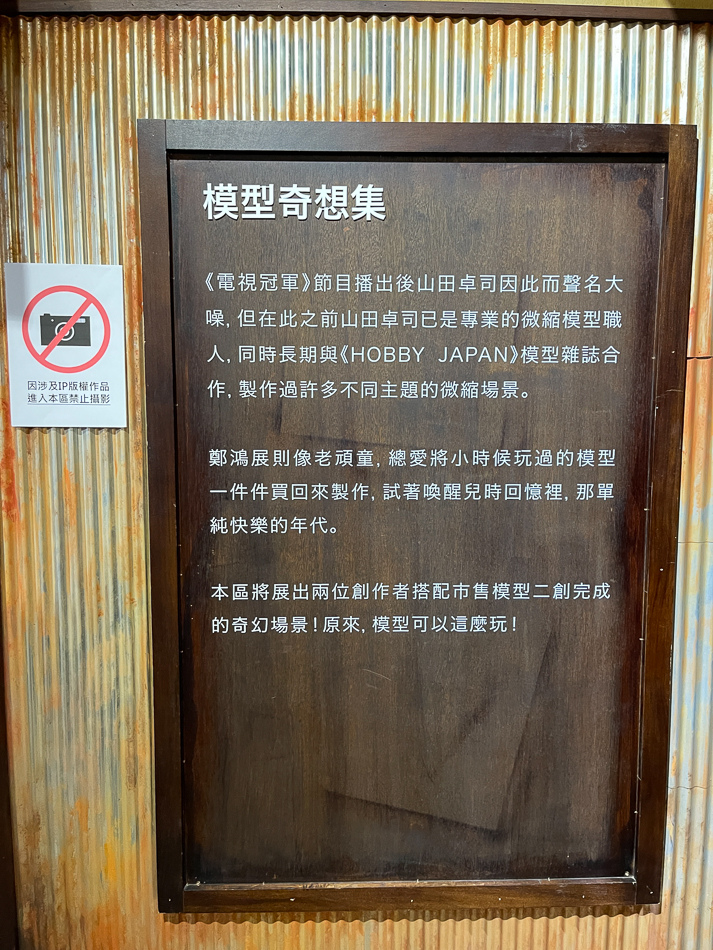 模型奇想集
《電視冠軍》節目播出後山田卓司因此而聲名大
噪，但在此之前山田卓司已是專業的微縮模型職
人，同時長期與《HOBBY JAPAN》模型雜誌合
作，製作過許多不同主題的微縮場景。
鄭鴻展則像老頑童，總愛將小時候玩過的模型
一件件買回來製作，試著喚醒兒時回憶裡，那單
純快樂的年代。
本區將展出兩位創作者搭配市售模型二創完成
的奇幻場景！原來，模型可以這麼玩！
因涉及IP版權作品
進入本區禁止攝影